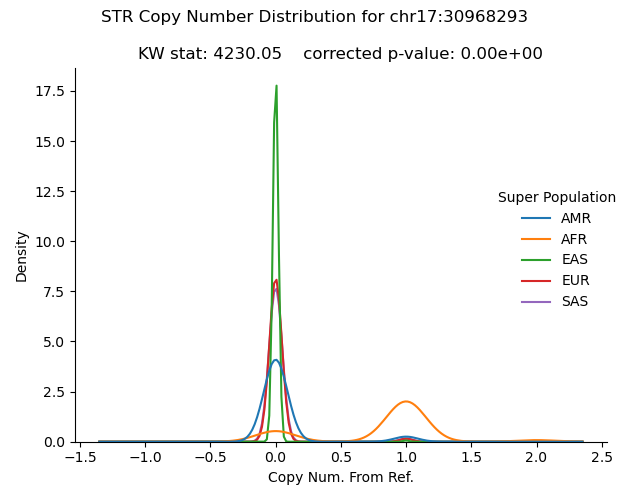 STR Copy Number Distribution for chr17:30968293
KW stat: 4230.05    corrected p-value: 0.00e+00
17.5
15.0
12.5
10.0
7.5
5.0
2.5
0.0
Density
Super Population
AMR
AFR
EAS
EUR
SAS
−1.5 −1.0 −0.5 0.0 0.5 1.0 1.5 2.0 2.5
Copy Num. From Ref.